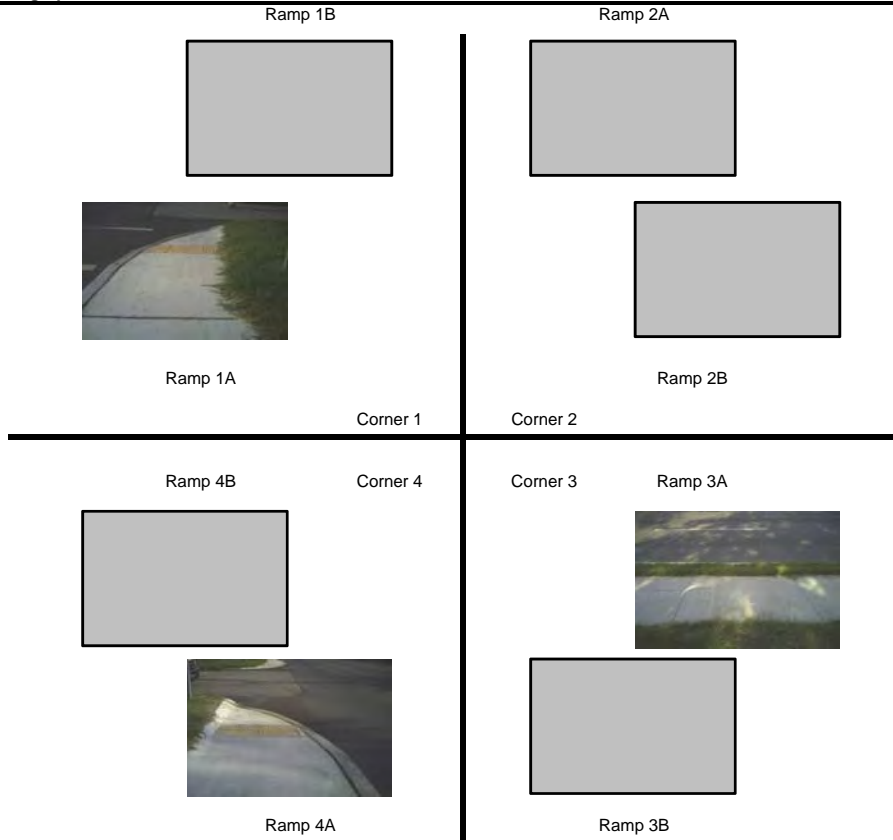 Ramp 1B Ramp 2A
Ramp 1A Ramp 2B
Corner 1 Corner 2
Ramp 4B Corner 4 Corner 3 Ramp 3A
Ramp 4A Ramp 3B